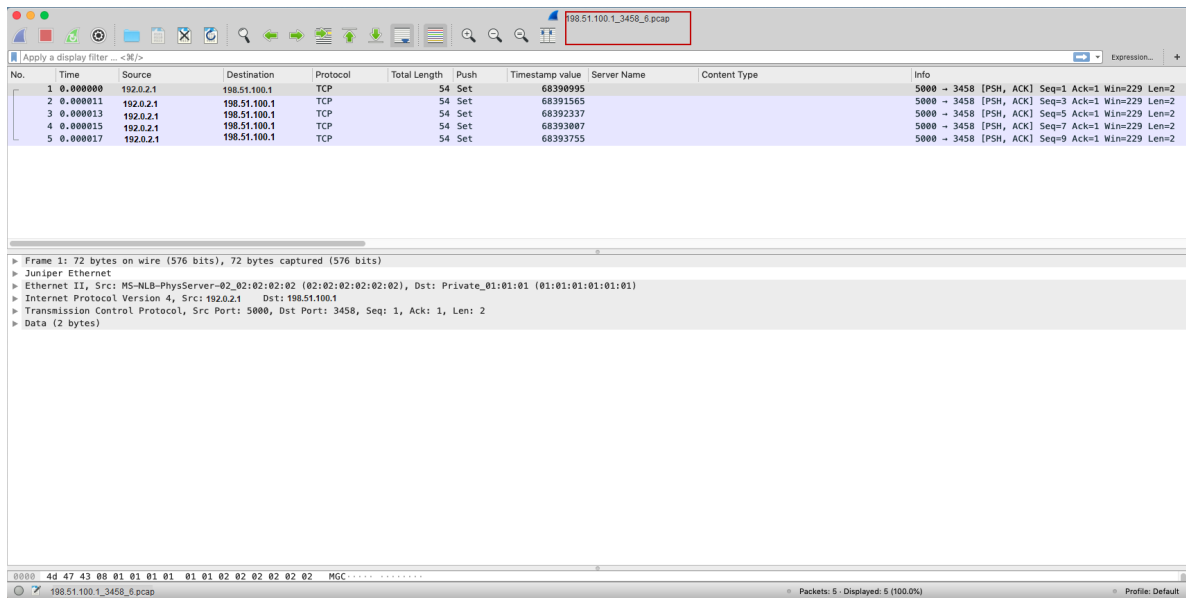 198.51.100.1_3458_6.pcap
Apply a display filter ... <⌘/>
Expression... +
No. Time Source Destination Protocol Total Length Push Timestamp value Server Name Content Type Info
1 0.000000 192.0.2.1 198.51.100.1 TCP 54 Set 68390995 5000 → 3458 [PSH, ACK] Seq=1 Ack=1 Win=229 Len=2
2 0.000011 192.0.2.1 198.51.100.1 TCP 54 Set 68391565 5000 → 3458 [PSH, ACK] Seq=3 Ack=1 Win=229 Len=2
3 0.000013 192.0.2.1 198.51.100.1 TCP 54 Set 68392337 5000 → 3458 [PSH, ACK] Seq=5 Ack=1 Win=229 Len=2
4 0.000015 192.0.2.1 198.51.100.1 TCP 54 Set 68393007 5000 → 3458 [PSH, ACK] Seq=7 Ack=1 Win=229 Len=2
5 0.000017 192.0.2.1 198.51.100.1 TCP 54 Set 68393755 5000 → 3458 [PSH, ACK] Seq=9 Ack=1 Win=229 Len=2
Frame 1: 72 bytes on wire (576 bits), 72 bytes captured (576 bits)
Juniper Ethernet
Ethernet II, Src: MS-NLB-PhysServer-02_02:02:02:02 (02:02:02:02:02:02), Dst: Private_01:01:01 (01:01:01:01:01:01)
Internet Protocol Version 4, Src: 192.0.2.1 Dst: 198.51.100.1
Transmission Control Protocol, Src Port: 5000, Dst Port: 3458, Seq: 1, Ack: 1, Len: 2
Data (2 bytes)
0000 4d 47 43 08 01 01 01 01 01 01 02 02 02 02 02 02 MGC····· ········
198.51.100.1_3458_6.pcap
Packets: 5 · Displayed: 5 (100.0%)
Profile: Default